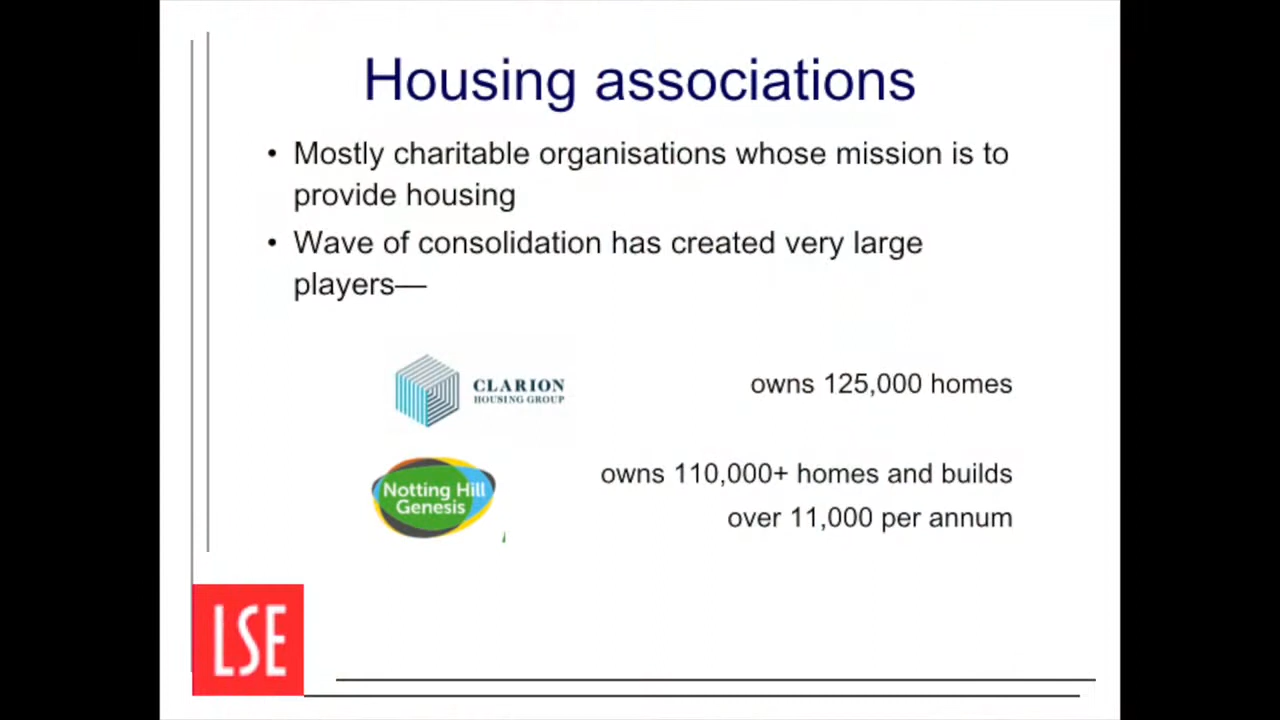 Housing associations
• Mostly charitable organisations whose mission is to
provide housing
• Wave of consolidation has created very large
players—
CLARION
HOUSING GROUP
owns 125,000 homes
Notting Hill
Genesis
owns 110,000+ homes and builds
over 11,000 per annum
LSE